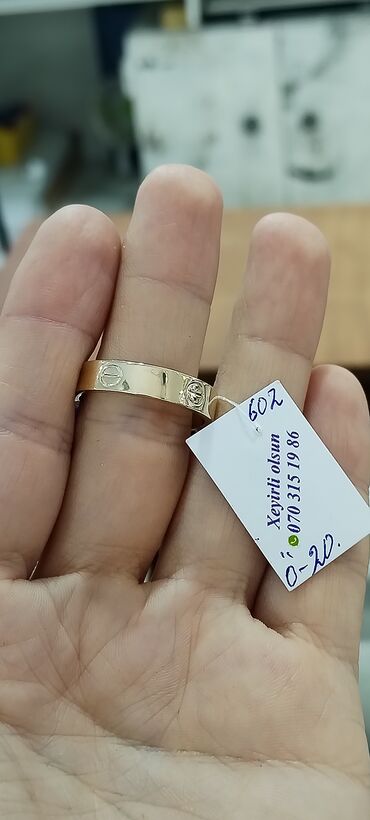 602
Xeyirli olsun
070 315 19 86
Ö-20.